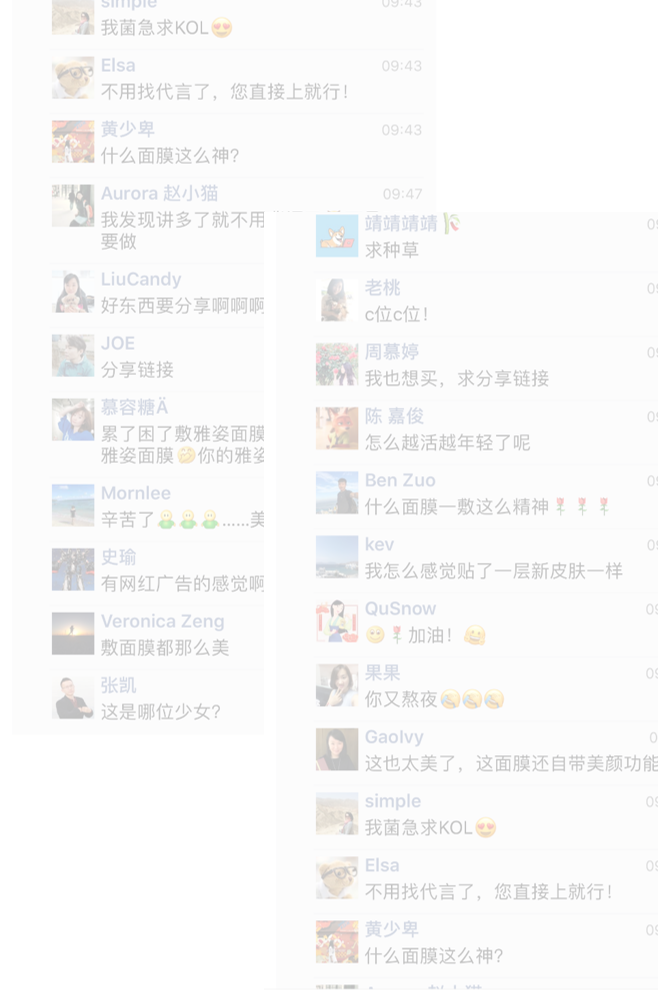 simple
09:43
我菌急求KOL😍
Elsa
09:43
不用找代言了，您直接上就行！
黄少卑
09:43
什么面膜这么神?
Aurora 赵小猫
09:47
我发现讲多了就不用
要做
LiuCandy
好东西要分享啊啊啊
JOE
分享链接
慕容糖Ä
累了困了敷雅姿面膜
雅姿面膜🤔你的雅姿
Mornlee
辛苦了......美
史瑜
有网红广告的感觉啊
Veronica Zeng
敷面膜都那么美
张凯
这是哪位少女?
靖靖靖靖🎋
09
求种草
老桃
09
c位c位！
周慕婷
09
我也想买，求分享链接
陈 嘉俊
09
怎么越活越年轻了呢
Ben Zuo
09
什么面膜一敷这么精神🌹🌹🌹
kev
09
我怎么感觉贴了一层新皮肤一样
QuSnow
09
🙂🌹加油！🤗
果果
09
你又熬夜🤣🤣🤣
GaoIvy
0
这也太美了，这面膜还自带美颜功能
simple
09
我菌急求KOL😍
Elsa
09
不用找代言了，您直接上就行！
黄少卑
09
什么面膜这么神?